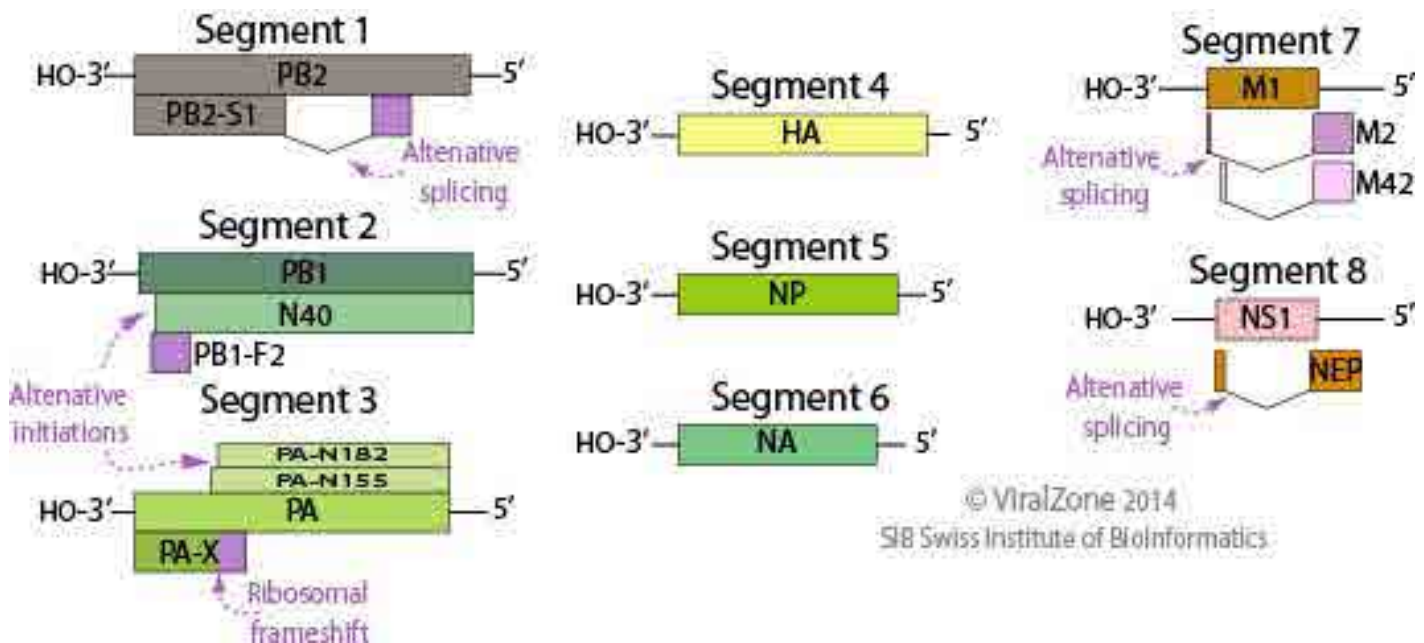 Segment 1
HO-3' PB2 5'
PB2-S1
Altenative
splicing
Segment 2
HO-3' PB1 5'
N40
PB1-F2
Altenative
initiations
Segment 3
PA-N182
PA-N155
HO-3' PA 5'
PA-X
Ribosomal
frameshift
Segment 4
HO-3' HA 5'
Segment 5
HO-3' NP 5'
Segment 6
HO-3' NA 5'
Segment 7
HO-3' M1 5'
M2
Altenative
splicing
M42
Segment 8
HO-3' NS1 5'
NEP
Altenative
splicing
© ViralZone 2014
SIB Swiss Institute of BioInformatics